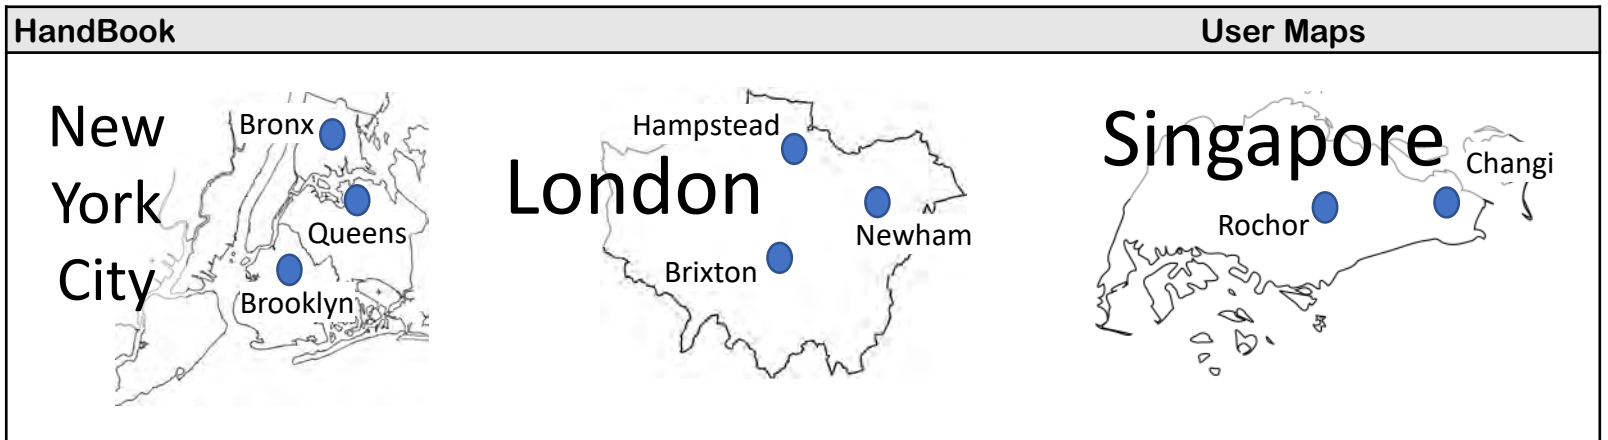 HandBook
User Maps
New
York
City
Bronx
Queens
Brooklyn
London
Hampstead
Newham
Brixton
Singapore
Changi
Rochor